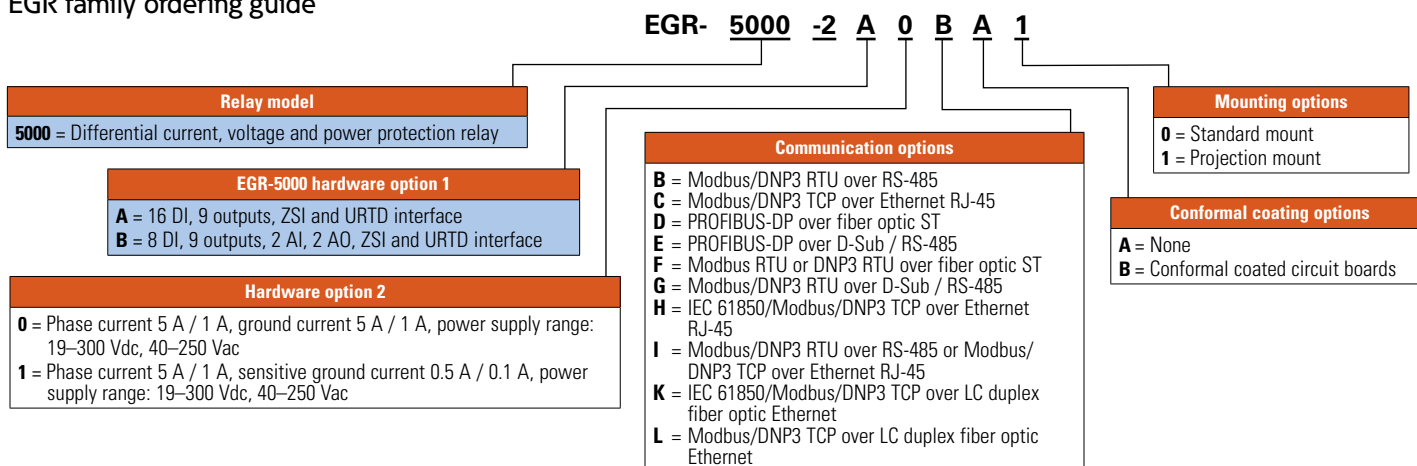 EGR family ordering guide
EGR- 5000 -2 A 0 B A 1
Relay model
5000 = Differential current, voltage and power protection relay
EGR-5000 hardware option 1
A = 16 DI, 9 outputs, ZSI and URTD interface
B = 8 DI, 9 outputs, 2 AI, 2 AO, ZSI and URTD interface
Hardware option 2
0 = Phase current 5 A / 1 A, ground current 5 A / 1 A, power supply range:
19–300 Vdc, 40–250 Vac
1 = Phase current 5 A / 1 A, sensitive ground current 0.5 A / 0.1 A, power
supply range: 19–300 Vdc, 40–250 Vac
Communication options
B = Modbus/DNP3 RTU over RS-485
C = Modbus/DNP3 TCP over Ethernet RJ-45
D = PROFIBUS-DP over fiber optic ST
E = PROFIBUS-DP over D-Sub / RS-485
F = Modbus RTU or DNP3 RTU over fiber optic ST
G = Modbus/DNP3 RTU over D-Sub / RS-485
H = IEC 61850/Modbus/DNP3 TCP over Ethernet
RJ-45
I = Modbus/DNP3 RTU over RS-485 or Modbus/
DNP3 TCP over Ethernet RJ-45
K = IEC 61850/Modbus/DNP3 TCP over LC duplex
fiber optic Ethernet
L = Modbus/DNP3 TCP over LC duplex fiber optic
Ethernet
Mounting options
0 = Standard mount
1 = Projection mount
Conformal coating options
A = None
B = Conformal coated circuit boards